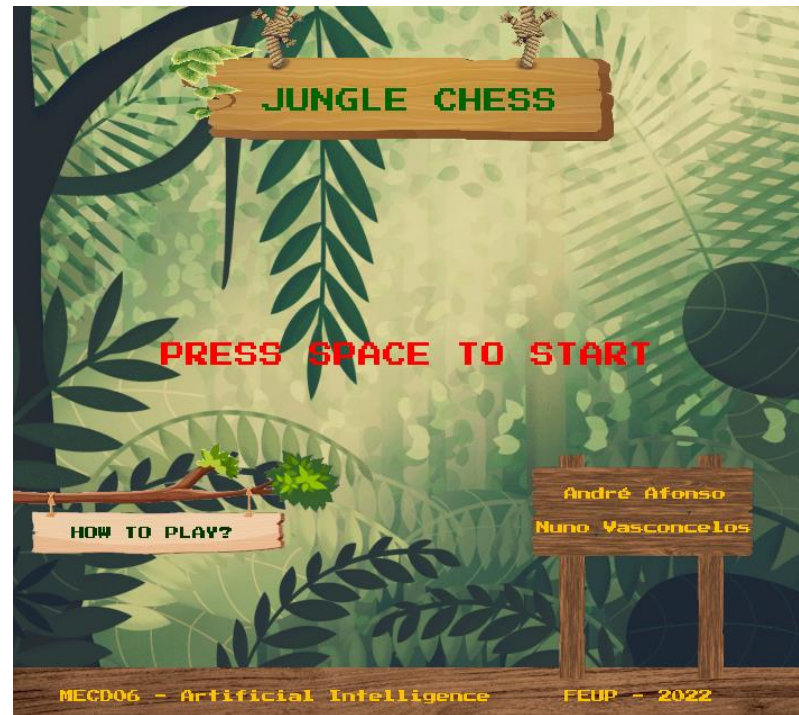 JUNGLE CHESS
PRESS SPACE TO START
HOW TO PLAY?
André Afonso
Nuno Vasconcelos
MECD06 - Artificial Intelligence
FEUP - 2022